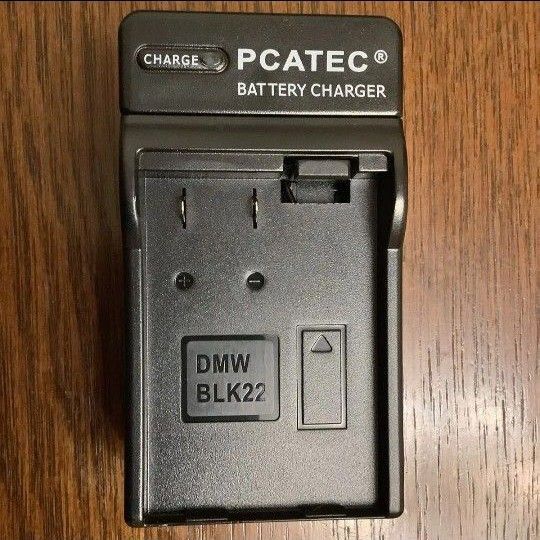 CHARGE
PCATEC®
BATTERY CHARGER
+ −
DMW
BLK22